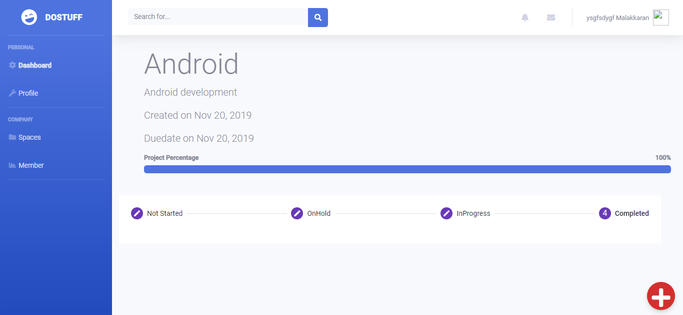 DOSTUFF
PERSONAL
Dashboard
Profile
COMPANY
Spaces
Member
Search for...
ysgfsdygf Malakkaran
Android
Android development
Created on Nov 20, 2019
Duedate on Nov 20, 2019
Project Percentage 100%
Not Started OnHold InProgress 4 Completed